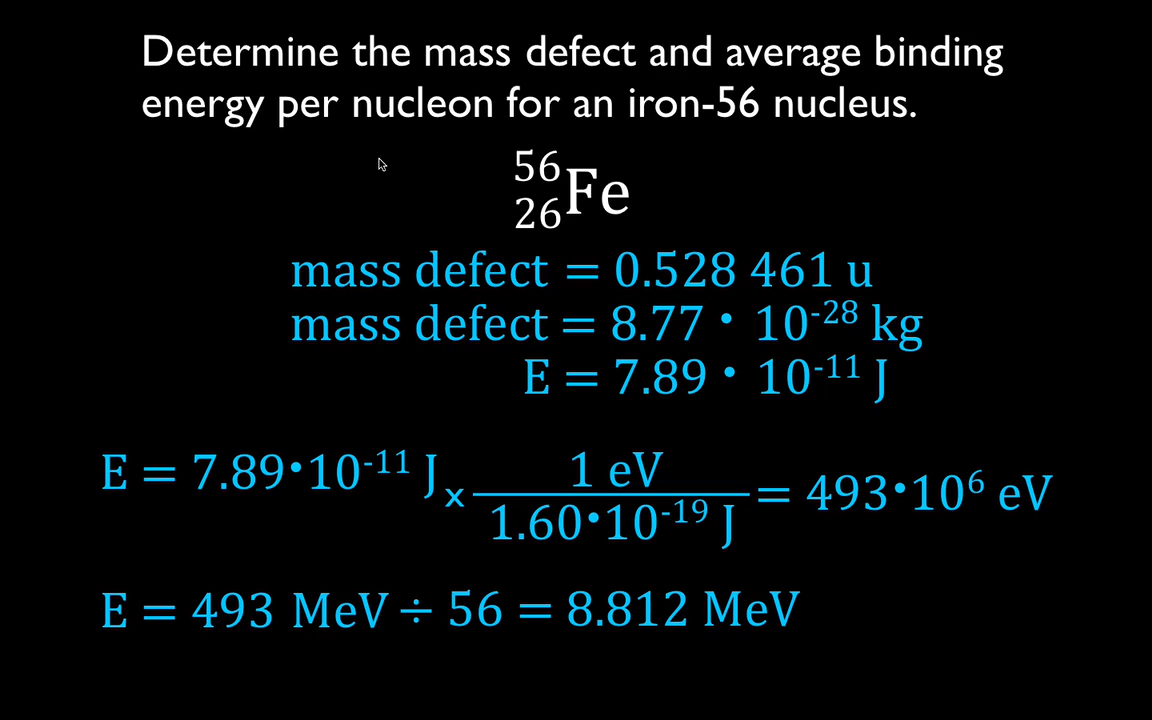 Determine the mass defect and average binding
energy per nucleon for an iron-56 nucleus.
⁵⁶₂₆Fe
mass defect = 0.528 461 u
mass defect = 8.77 • 10⁻²⁸ kg
E = 7.89 • 10⁻¹¹ J
E = 7.89•10⁻¹¹ J x 1 eV / 1.60•10⁻¹⁹ J = 493•10⁶ eV
E = 493 MeV ÷ 56 = 8.812 MeV